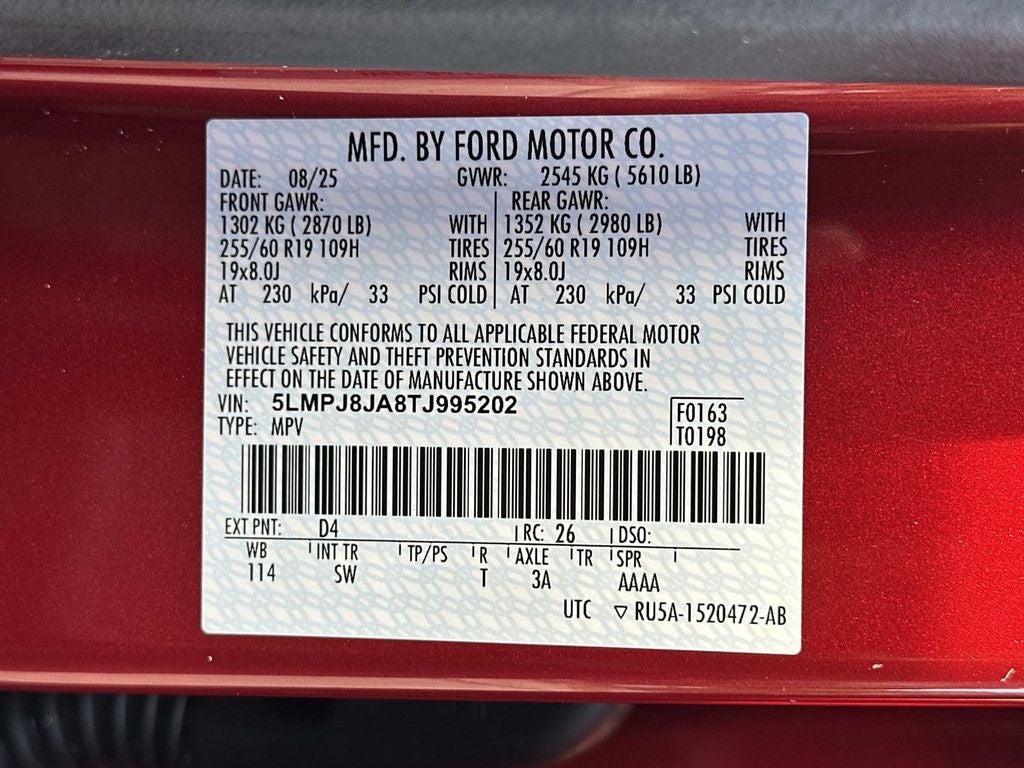 MFD. BY FORD MOTOR CO.
DATE: 08/25 GVWR: 2545 KG ( 5610 LB)
FRONT GAWR: REAR GAWR:
1302 KG ( 2870 LB) WITH 1352 KG ( 2980 LB) WITH
255/60 R19 109H TIRES 255/60 R19 109H TIRES
19x8.0J RIMS 19x8.0J RIMS
AT 230 kPa/ 33 PSI COLD AT 230 kPa/ 33 PSI COLD
THIS VEHICLE CONFORMS TO ALL APPLICABLE FEDERAL MOTOR
VEHICLE SAFETY AND THEFT PREVENTION STANDARDS IN
EFFECT ON THE DATE OF MANUFACTURE SHOWN ABOVE.
VIN: 5LMPJ8JA8TJ995202 F0163
TYPE: MPV T0198
EXT PNT: D4 RC: 26 DSO:
WB INT TR TP/PS R AXLE TR SPR
114 SW T 3A AAAA
UTC ▽ RU5A-1520472-AB